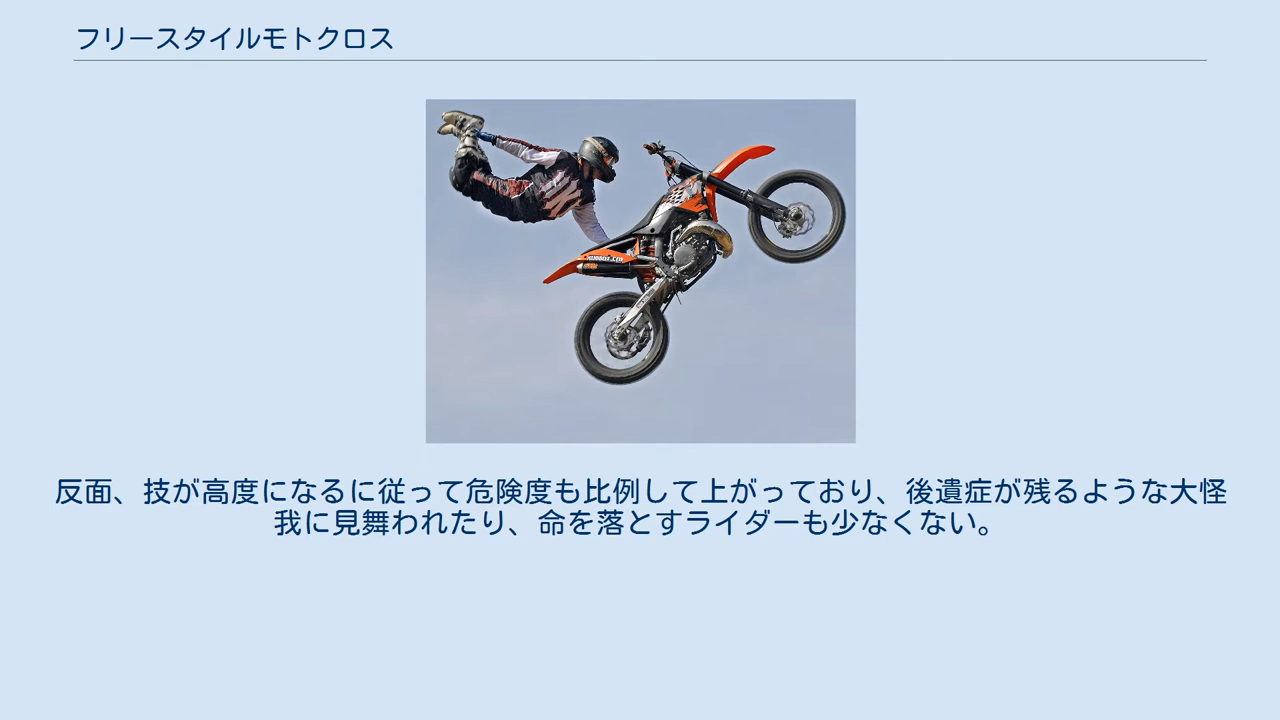 フリースタイルモトクロス
反面、技が高度になるに従って危険度も比例して上がっており、後遺症が残るような大怪
我に見舞われたり、命を落とすライダーも少なくない。